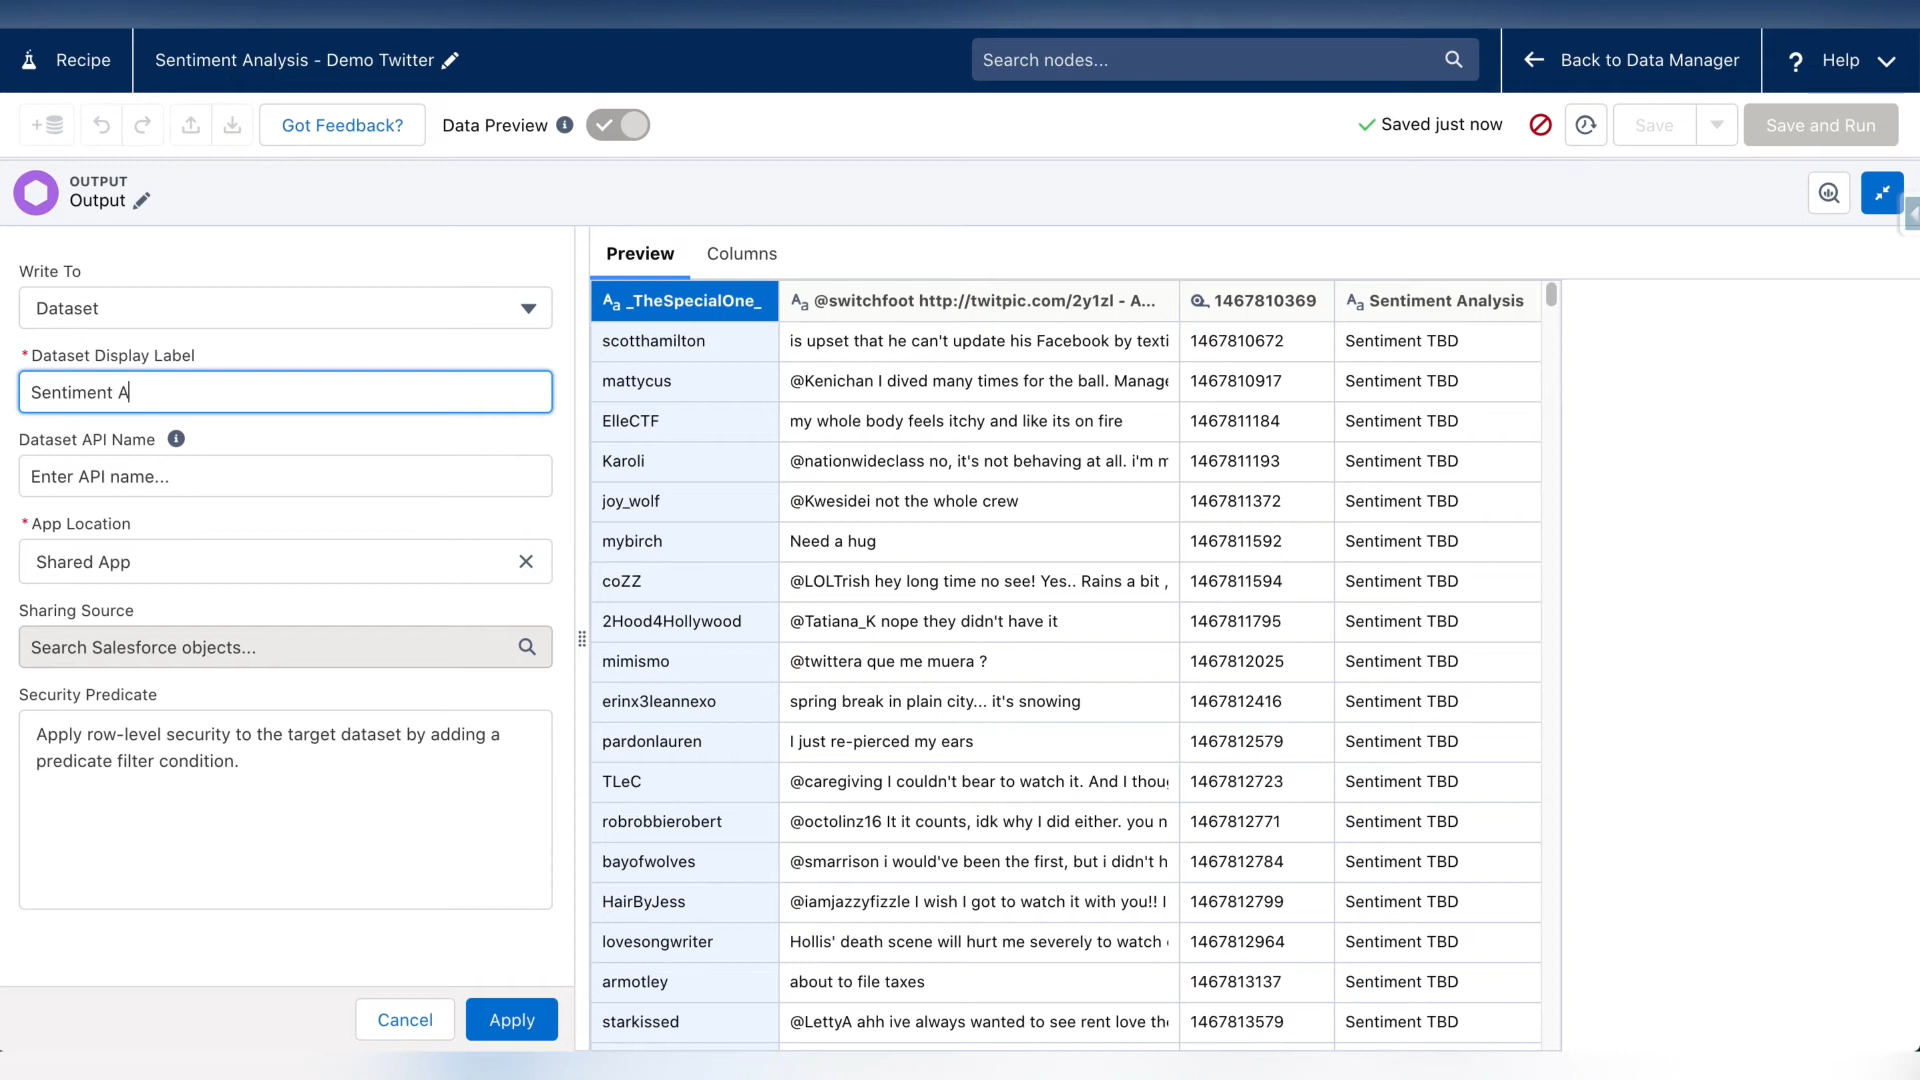 Recipe
Sentiment Analysis - Demo Twitter
Search nodes...
Back to Data Manager
? Help
Got Feedback?
Data Preview
Saved just now
Save
Save and Run
OUTPUT
Output
Write To
Dataset
* Dataset Display Label
Sentiment A
Dataset API Name
Enter API name...
* App Location
Shared App
Sharing Source
Search Salesforce objects...
Security Predicate
Apply row-level security to the target dataset by adding a
predicate filter condition.
Cancel
Apply
Preview Columns
Aa _TheSpecialOne_ Aa @switchfoot http://twitpic.com/2y1zl - A... 1467810369 Aa Sentiment Analysis
scotthamilton is upset that he can't update his Facebook by texti 1467810672 Sentiment TBD
mattycus @Kenichan I dived many times for the ball. Manage 1467810917 Sentiment TBD
ElleCTF my whole body feels itchy and like its on fire 1467811184 Sentiment TBD
Karoli @nationwideclass no, it's not behaving at all. i'm m 1467811193 Sentiment TBD
joy_wolf @Kwesidei not the whole crew 1467811372 Sentiment TBD
mybirch Need a hug 1467811592 Sentiment TBD
coZZ @LOLTrish hey long time no see! Yes.. Rains a bit , 1467811594 Sentiment TBD
2Hood4Hollywood @Tatiana_K nope they didn't have it 1467811795 Sentiment TBD
mimismo @twittera que me muera ? 1467812025 Sentiment TBD
erinx3leannexo spring break in plain city... it's snowing 1467812416 Sentiment TBD
pardonlauren I just re-pierced my ears 1467812579 Sentiment TBD
TLeC @caregiving I couldn't bear to watch it. And I thou 1467812723 Sentiment TBD
robrobbierobert @octolinz16 It it counts, idk why I did either. you n 1467812771 Sentiment TBD
bayofwolves @smarrison i would've been the first, but i didn't h 1467812784 Sentiment TBD
HairByJess @iamjazzyfizzle I wish I got to watch it with you!! I 1467812799 Sentiment TBD
lovesongwriter Hollis' death scene will hurt me severely to watch 1467812964 Sentiment TBD
armotley about to file taxes 1467813137 Sentiment TBD
starkissed @LettyA ahh ive always wanted to see rent love the 1467813579 Sentiment TBD